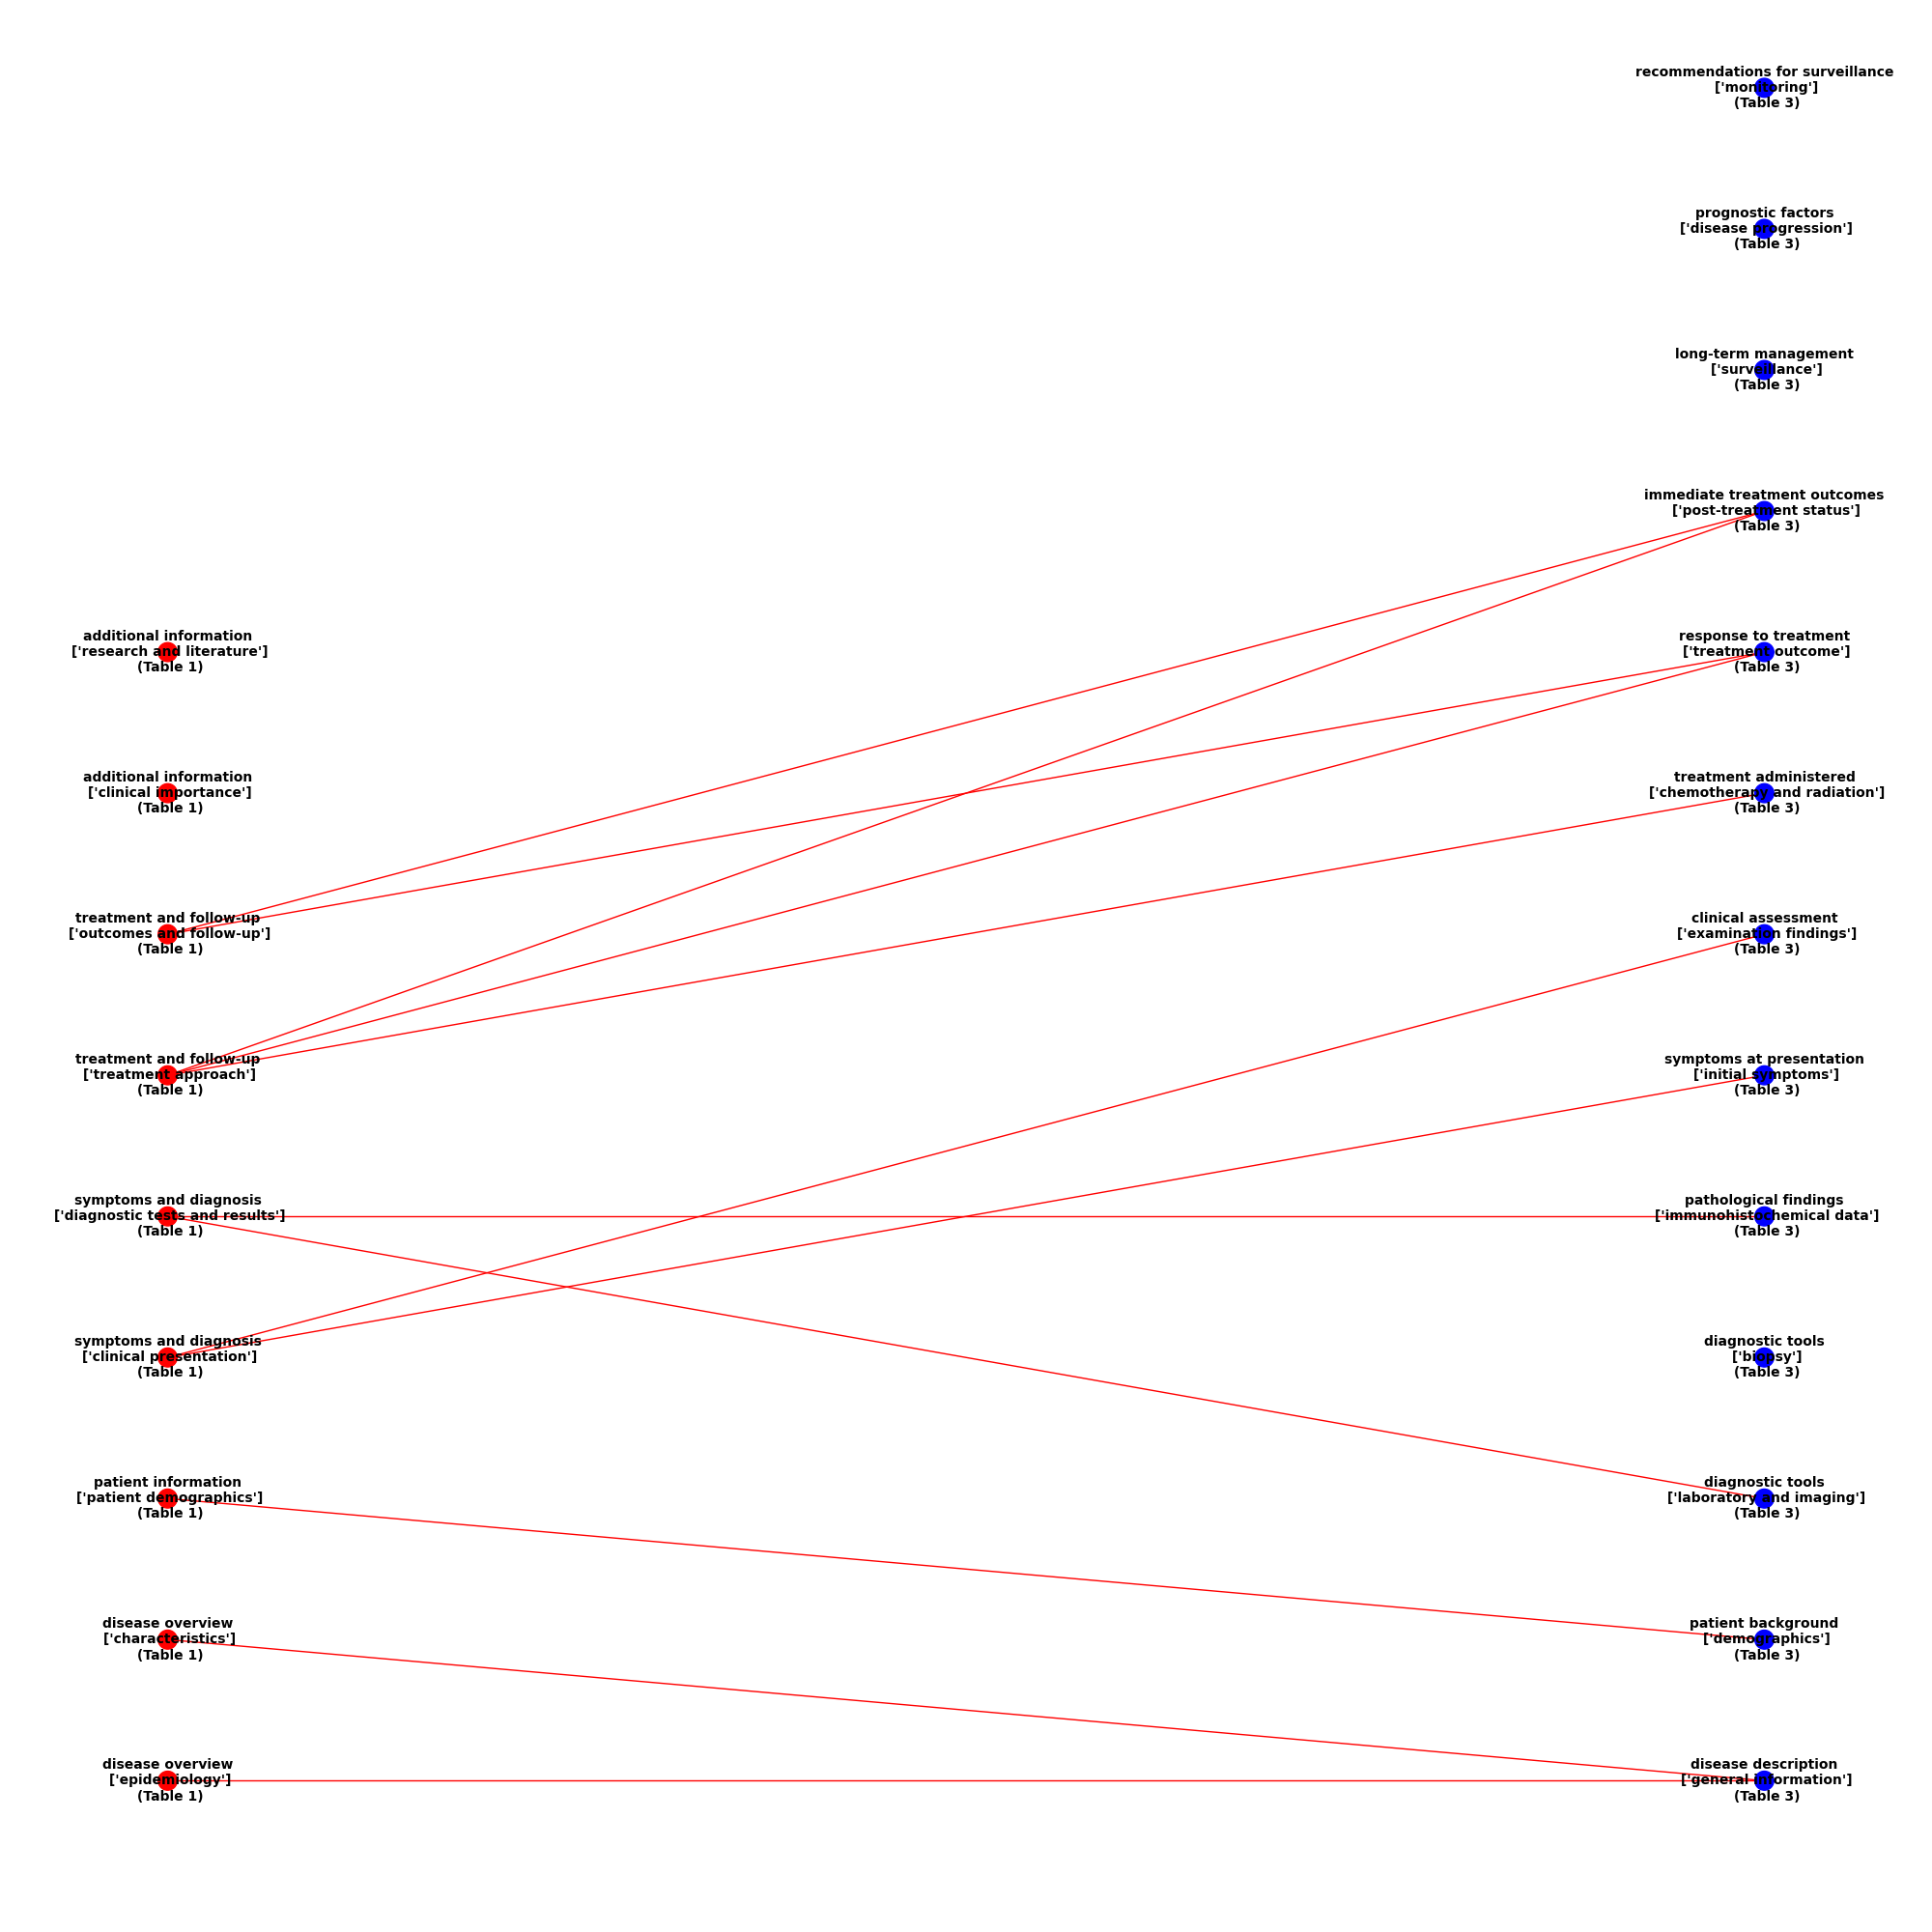 recommendations for surveillance
['monitoring']
(Table 3)
prognostic factors
['disease progression']
(Table 3)
long-term management
['surveillance']
(Table 3)
immediate treatment outcomes
['post-treatment status']
(Table 3)
additional information
['research and literature']
(Table 1)
response to treatment
['treatment outcome']
(Table 3)
additional information
['clinical importance']
(Table 1)
treatment administered
['chemotherapy and radiation']
(Table 3)
treatment and follow-up
['outcomes and follow-up']
(Table 1)
clinical assessment
['examination findings']
(Table 3)
treatment and follow-up
['treatment approach']
(Table 1)
symptoms at presentation
['initial symptoms']
(Table 3)
symptoms and diagnosis
['diagnostic tests and results']
(Table 1)
pathological findings
['immunohistochemical data']
(Table 3)
symptoms and diagnosis
['clinical presentation']
(Table 1)
diagnostic tools
['biopsy']
(Table 3)
patient information
['patient demographics']
(Table 1)
diagnostic tools
['laboratory and imaging']
(Table 3)
disease overview
['characteristics']
(Table 1)
patient background
['demographics']
(Table 3)
disease overview
['epidemiology']
(Table 1)
disease description
['general information']
(Table 3)